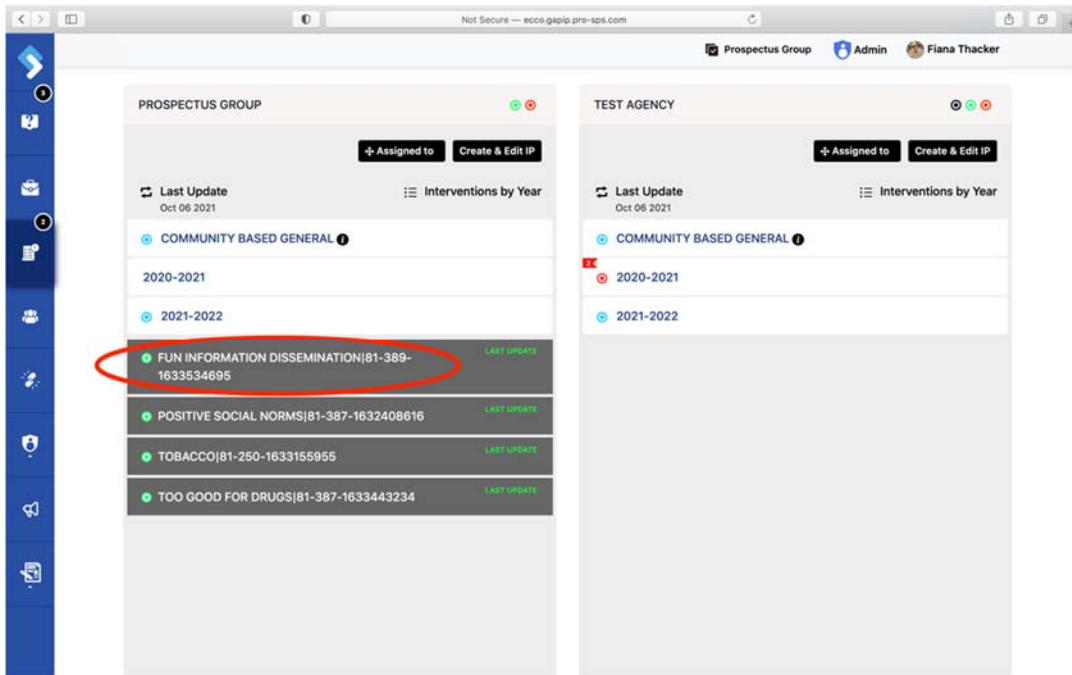 Not Secure — ecco.gapip.pro-sps.com
Prospectus Group
Admin
Fiana Thacker
3
2
PROSPECTUS GROUP
Assigned to
Create & Edit IP
Last Update
Interventions by Year
Oct 06 2021
COMMUNITY BASED GENERAL
2020-2021
2021-2022
FUN INFORMATION DISSEMINATION|81-389-
1633534695
LAST UPDATE
POSITIVE SOCIAL NORMS|81-387-1632408616
LAST UPDATE
TOBACCO|81-250-1633155955
LAST UPDATE
TOO GOOD FOR DRUGS|81-387-1633443234
LAST UPDATE
TEST AGENCY
Assigned to
Create & Edit IP
Last Update
Interventions by Year
Oct 06 2021
COMMUNITY BASED GENERAL
2
2020-2021
2021-2022